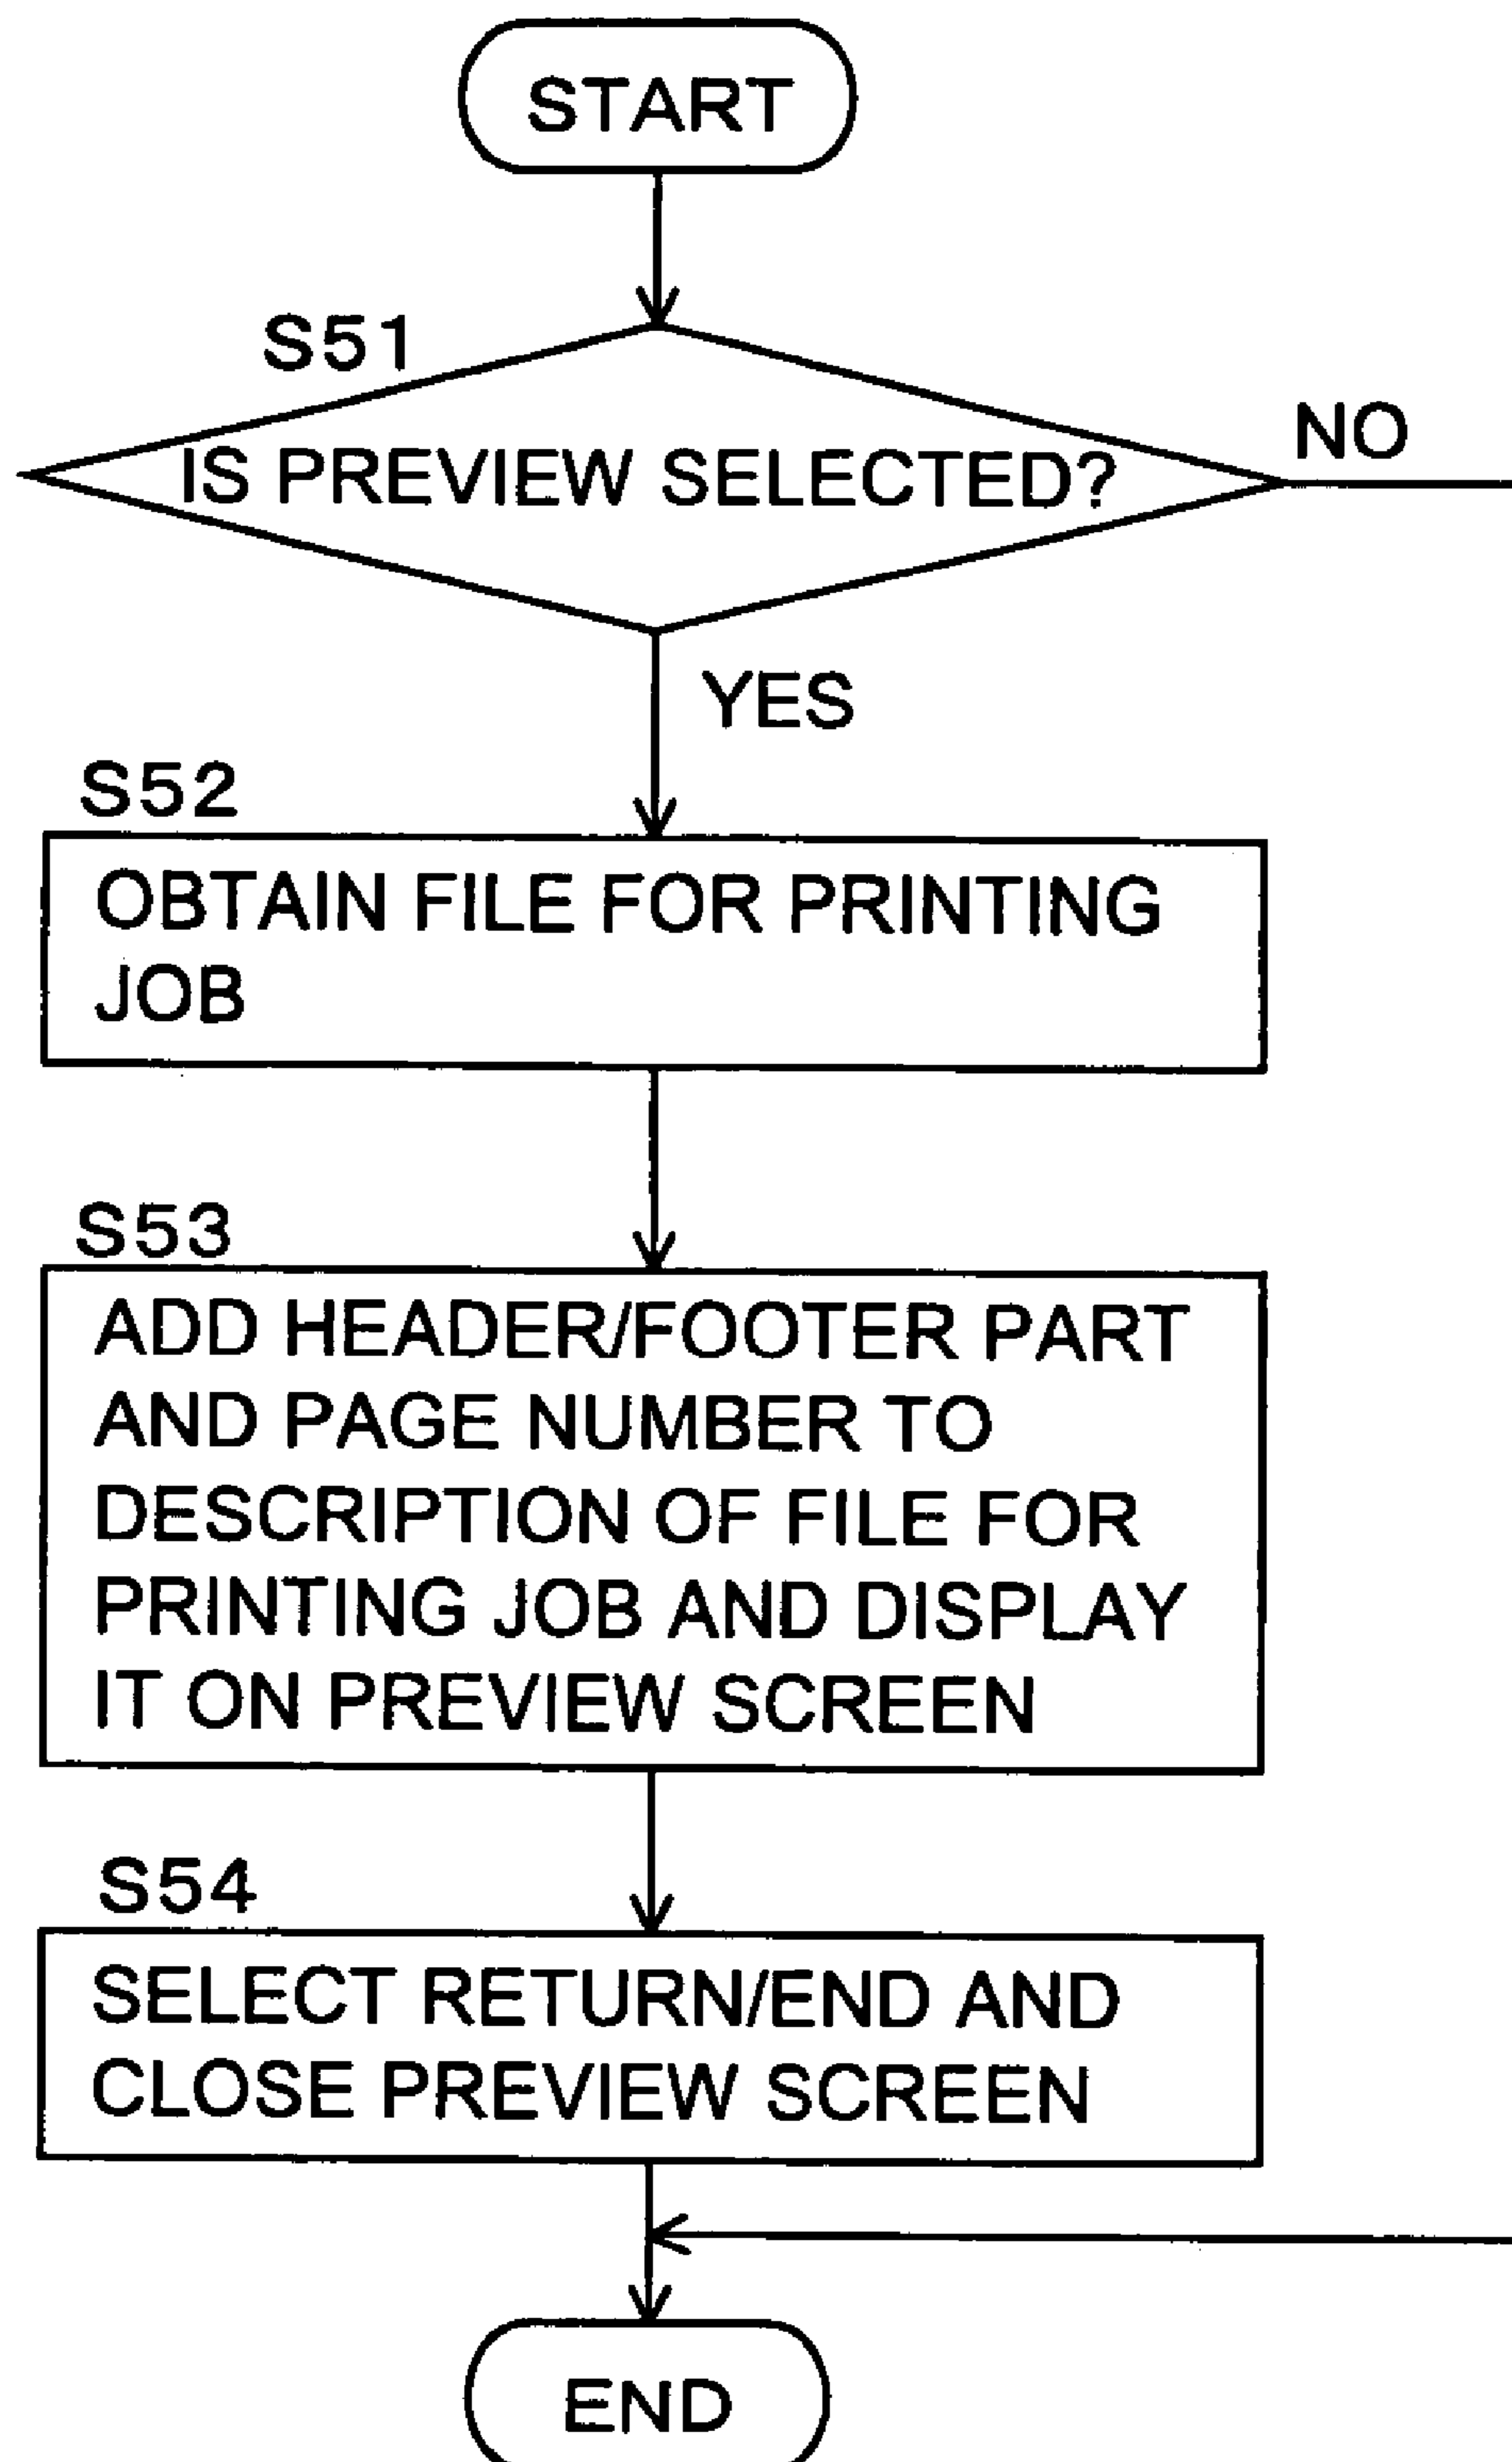 START
S51
IS PREVIEW SELECTED?
NO
YES
S52
OBTAIN FILE FOR PRINTING
JOB
S53
ADD HEADER/FOOTER PART
AND PAGE NUMBER TO
DESCRIPTION OF FILE FOR
PRINTING JOB AND DISPLAY
IT ON PREVIEW SCREEN
S54
SELECT RETURN/END AND
CLOSE PREVIEW SCREEN
END